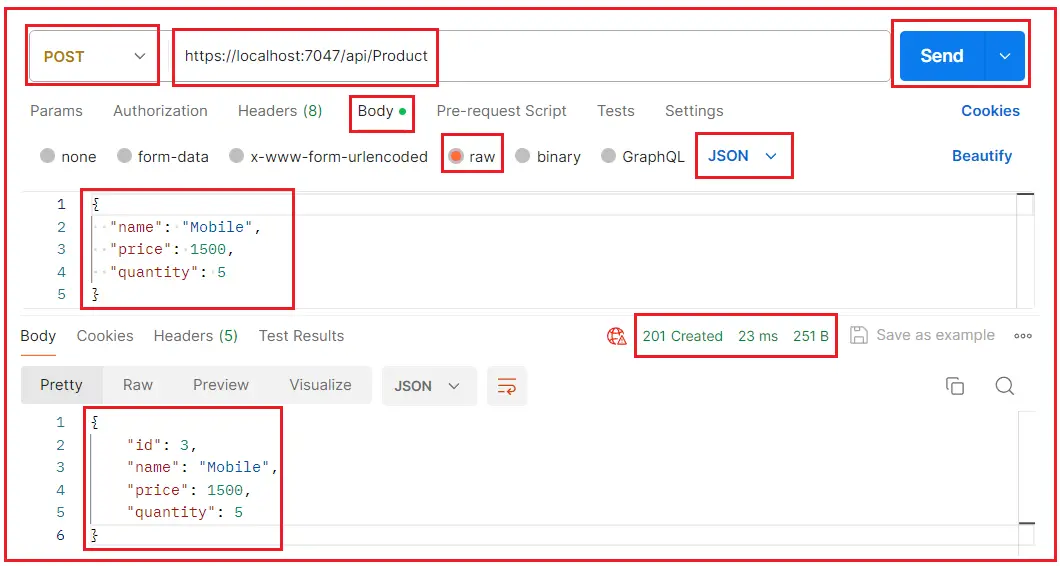 POST https://localhost:7047/api/Product Send
Params Authorization Headers (8) Body Pre-request Script Tests Settings Cookies
none form-data x-www-form-urlencoded raw binary GraphQL JSON Beautify
1 {
2 "name": "Mobile",
3 "price": 1500,
4 "quantity": 5
5 }
Body Cookies Headers (5) Test Results 201 Created 23 ms 251 B Save as example
Pretty Raw Preview Visualize JSON
1 {
2 "id": 3,
3 "name": "Mobile",
4 "price": 1500,
5 "quantity": 5
6 }